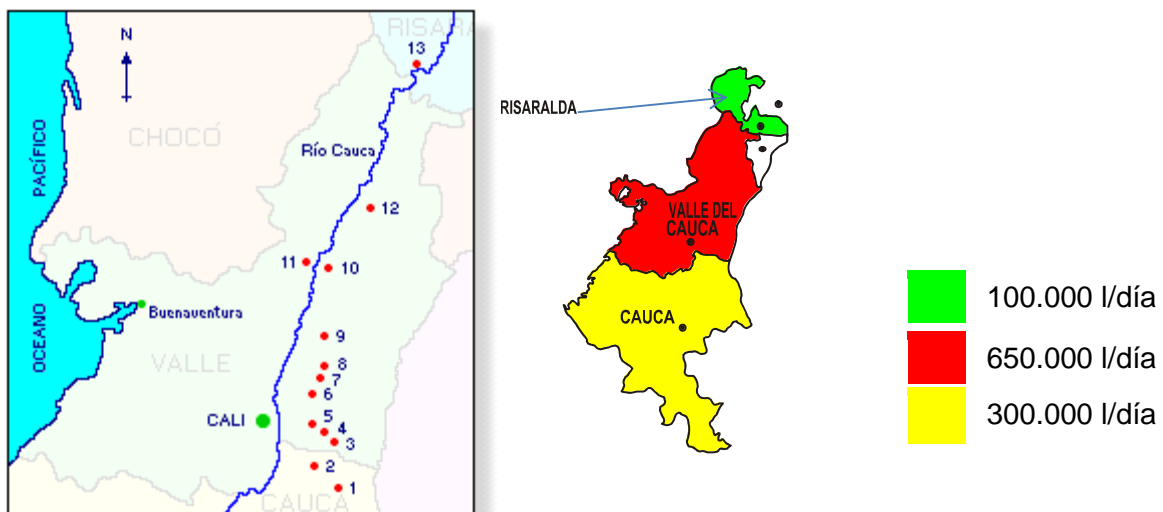 RISARA
N
13
CHOCÓ
Río Cauca
PACÍFICO
12
11
10
Buenaventura
OCEANO
9
VALLE
8
7
6
CALI
5
4
3
2
1
CAUCA
RISARALDA
VALLE DEL
CAUCA
CAUCA
100.000 l/día
650.000 l/día
300.000 l/día